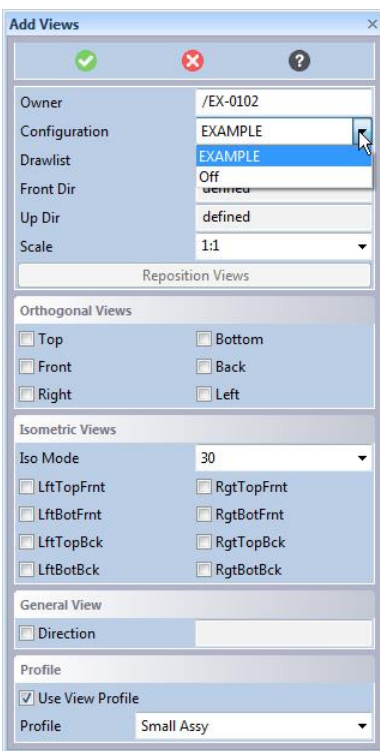 Add Views
Owner /EX-0102
Configuration EXAMPLE
Drawlist EXAMPLE
Off
Front Dir defined
Up Dir defined
Scale 1:1
Reposition Views
Orthogonal Views
Top Bottom
Front Back
Right Left
Isometric Views
Iso Mode 30
LftTopFrnt RgtTopFrnt
LftBotFrnt RgtBotFrnt
LftTopBck RgtTopBck
LftBotBck RgtBotBck
General View
Direction
Profile
Use View Profile
Profile Small Assy